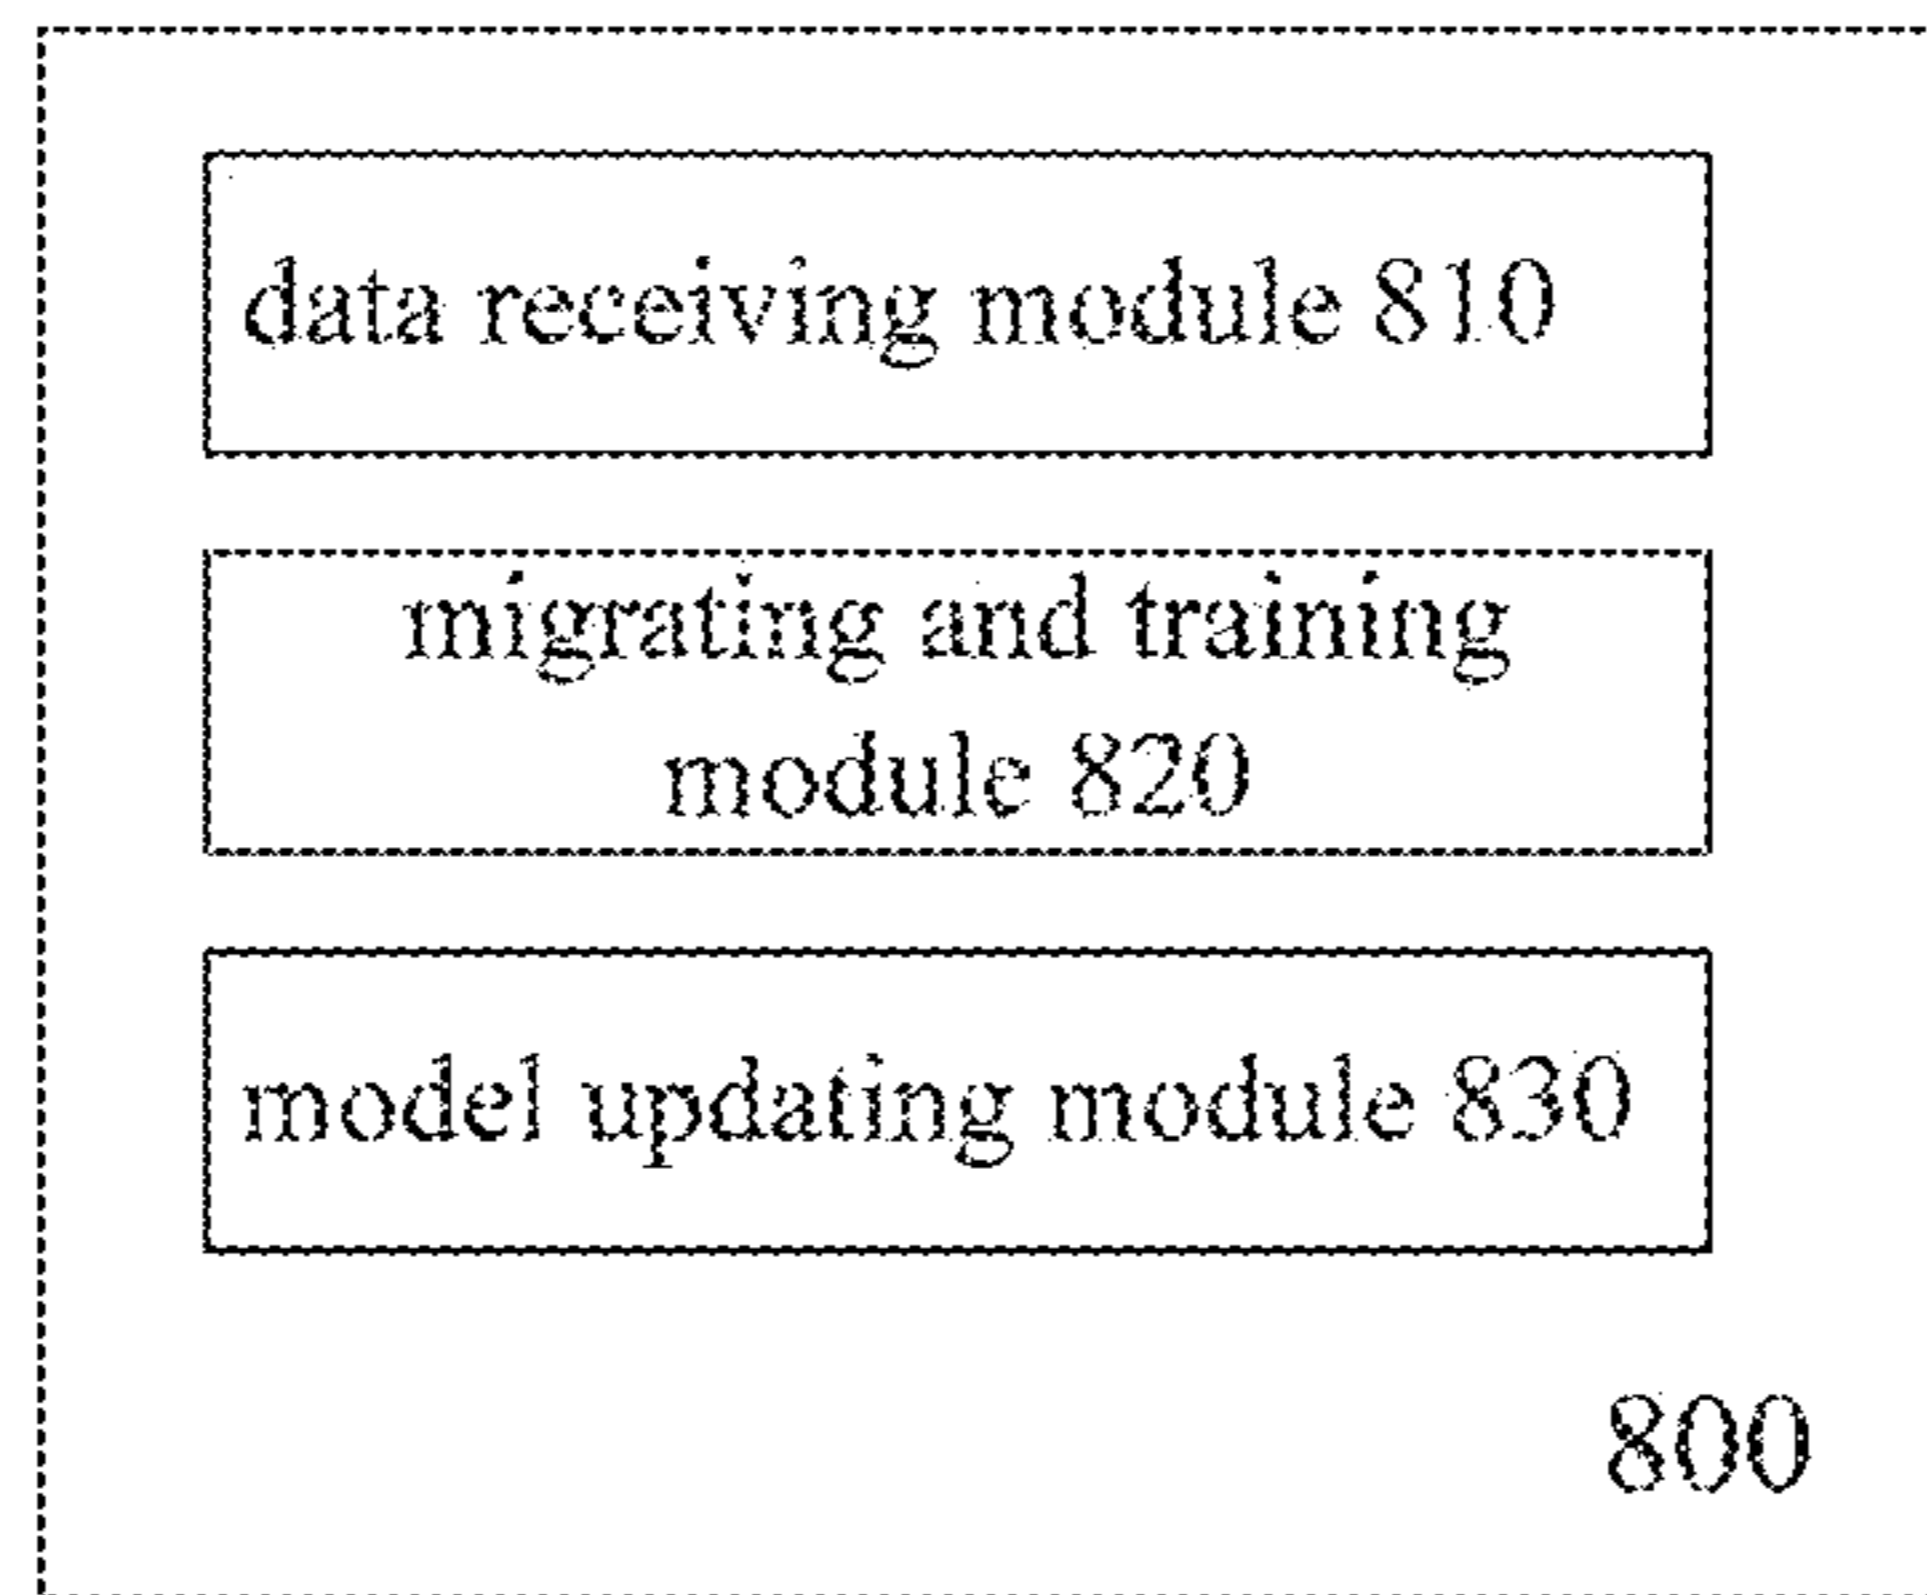 data receiving module 810
migrating and training
module 820
model updating module 830
800